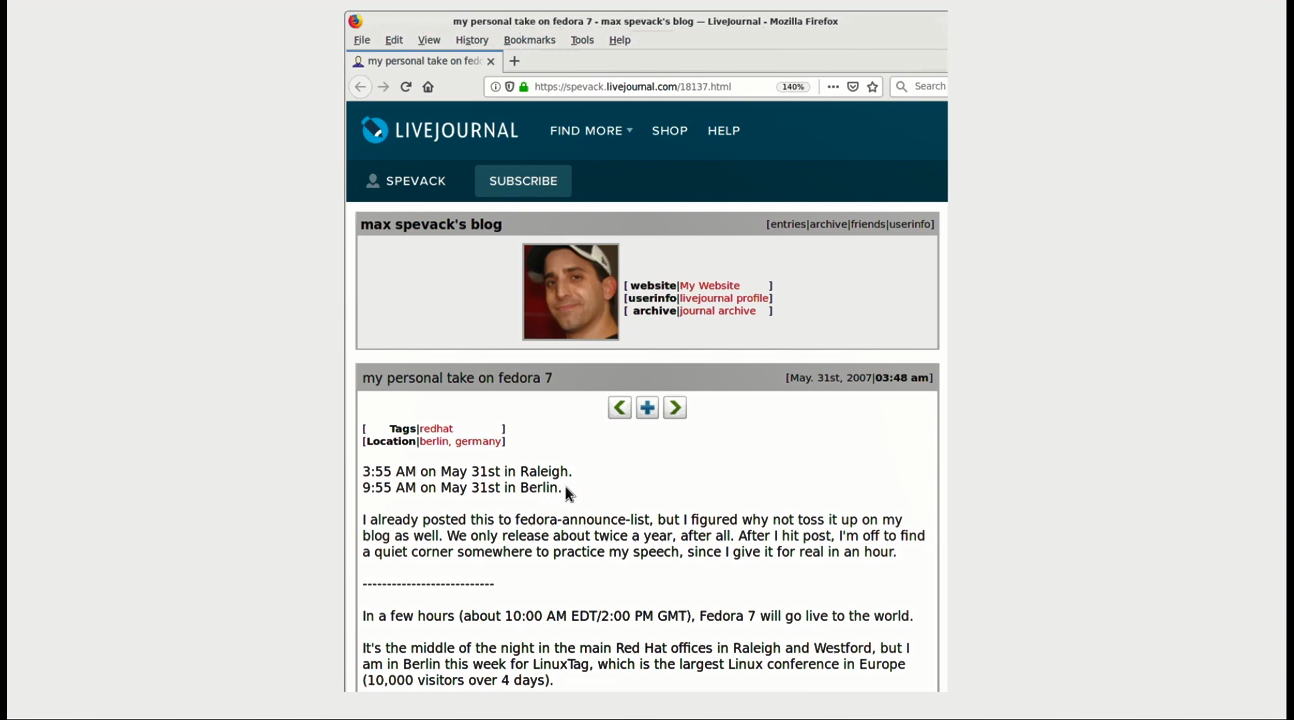 my personal take on fedora 7 - max spevack's blog — LiveJournal - Mozilla Firefox
File Edit View History Bookmarks Tools Help
my personal take on fed
https://spevack.livejournal.com/18137.html 140% Search
LIVEJOURNAL FIND MORE SHOP HELP
SPEVACK SUBSCRIBE
max spevack's blog [entries|archive|friends|userinfo]
[ website|My Website ]
[userinfo|livejournal profile]
[ archive|journal archive ]
my personal take on fedora 7 [May. 31st, 2007|03:48 am]
[ Tags|redhat ]
[Location|berlin, germany]
3:55 AM on May 31st in Raleigh.
9:55 AM on May 31st in Berlin.
I already posted this to fedora-announce-list, but I figured why not toss it up on my
blog as well. We only release about twice a year, after all. After I hit post, I'm off to find
a quiet corner somewhere to practice my speech, since I give it for real in an hour.
---------------------------
In a few hours (about 10:00 AM EDT/2:00 PM GMT), Fedora 7 will go live to the world.
It's the middle of the night in the main Red Hat offices in Raleigh and Westford, but I
am in Berlin this week for LinuxTag, which is the largest Linux conference in Europe
(10,000 visitors over 4 days).